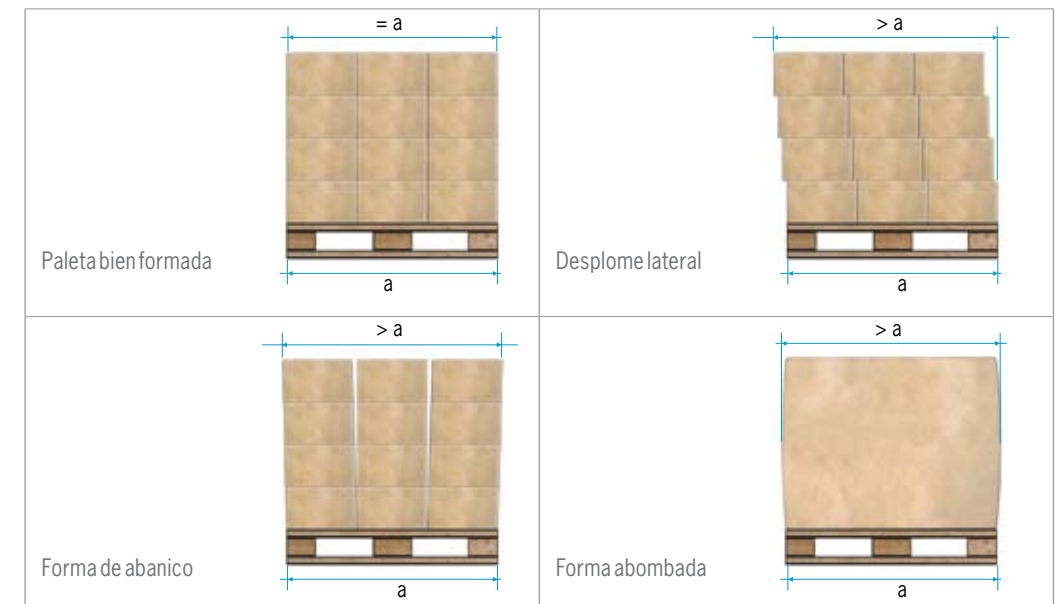 = a
Paleta bien formada
a
> a
Desplome lateral
a
> a
Forma de abanico
a
> a
Forma abombada
a